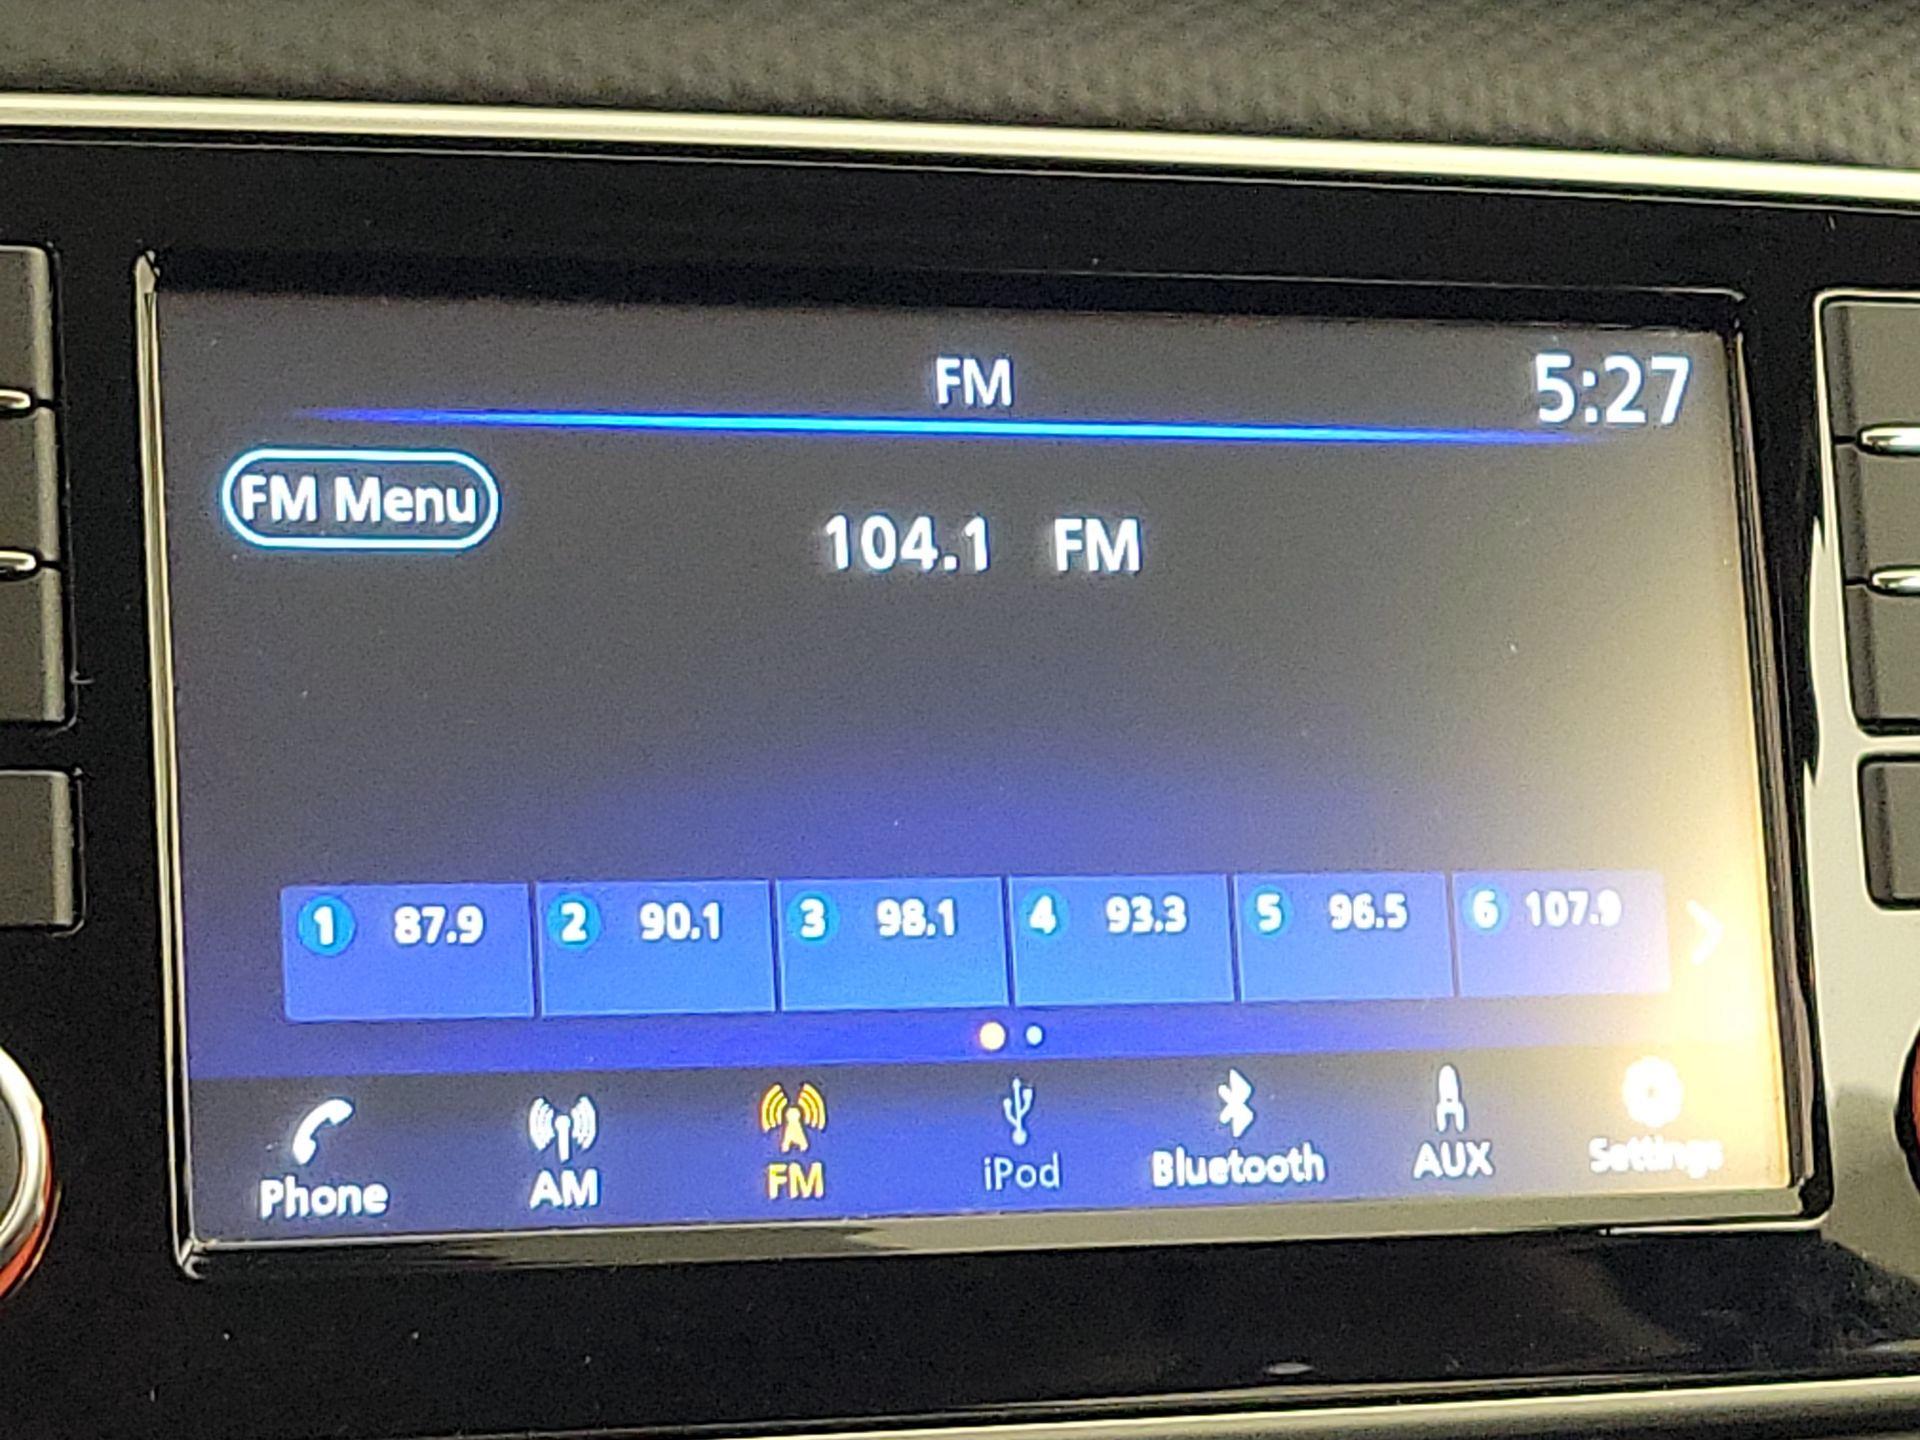 FM 5:27
FM Menu
104.1 FM
1 87.9 2 90.1 3 98.1 4 93.3 5 96.5 6 107.9
Phone AM FM iPod Bluetooth AUX Settings